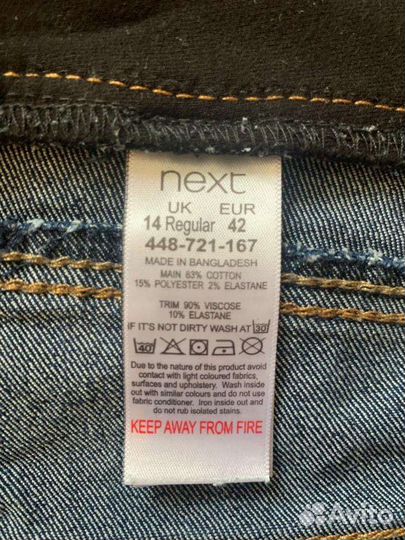 next
UK EUR
14 Regular 42
448-721-167
MADE IN BANGLADESH
MAIN 83% COTTON
15% POLYESTER 2% ELASTANE
TRIM 90% VISCOSE
10% ELASTANE
IF IT'S NOT DIRTY WASH AT 30
40
Due to the nature of this product avoid
contact with light coloured fabrics,
surfaces and upholstery. Wash inside
out with similar colours and do not use
fabric conditioner. Iron inside out and
do not rub isolated stains.
KEEP AWAY FROM FIRE
Avito